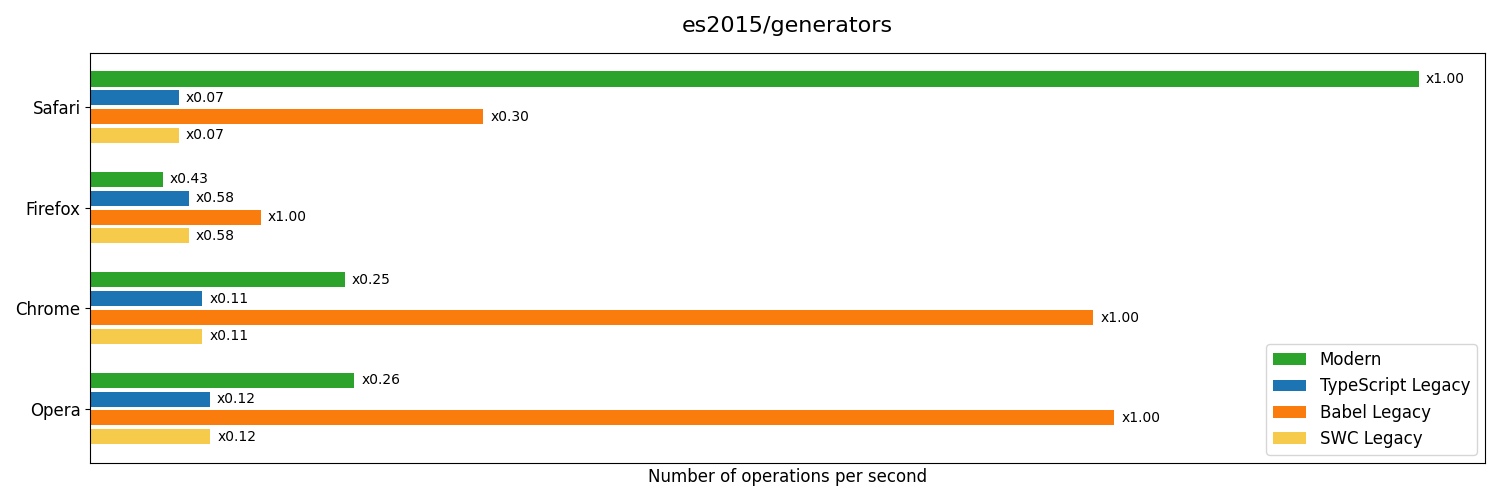 es2015/generators
Safari
x1.00
x0.07
x0.30
x0.07
Firefox
x0.43
x0.58
x1.00
x0.58
Chrome
x0.25
x0.11
x1.00
x0.11
Opera
x0.26
x0.12
x1.00
x0.12
Modern
TypeScript Legacy
Babel Legacy
SWC Legacy
Number of operations per second